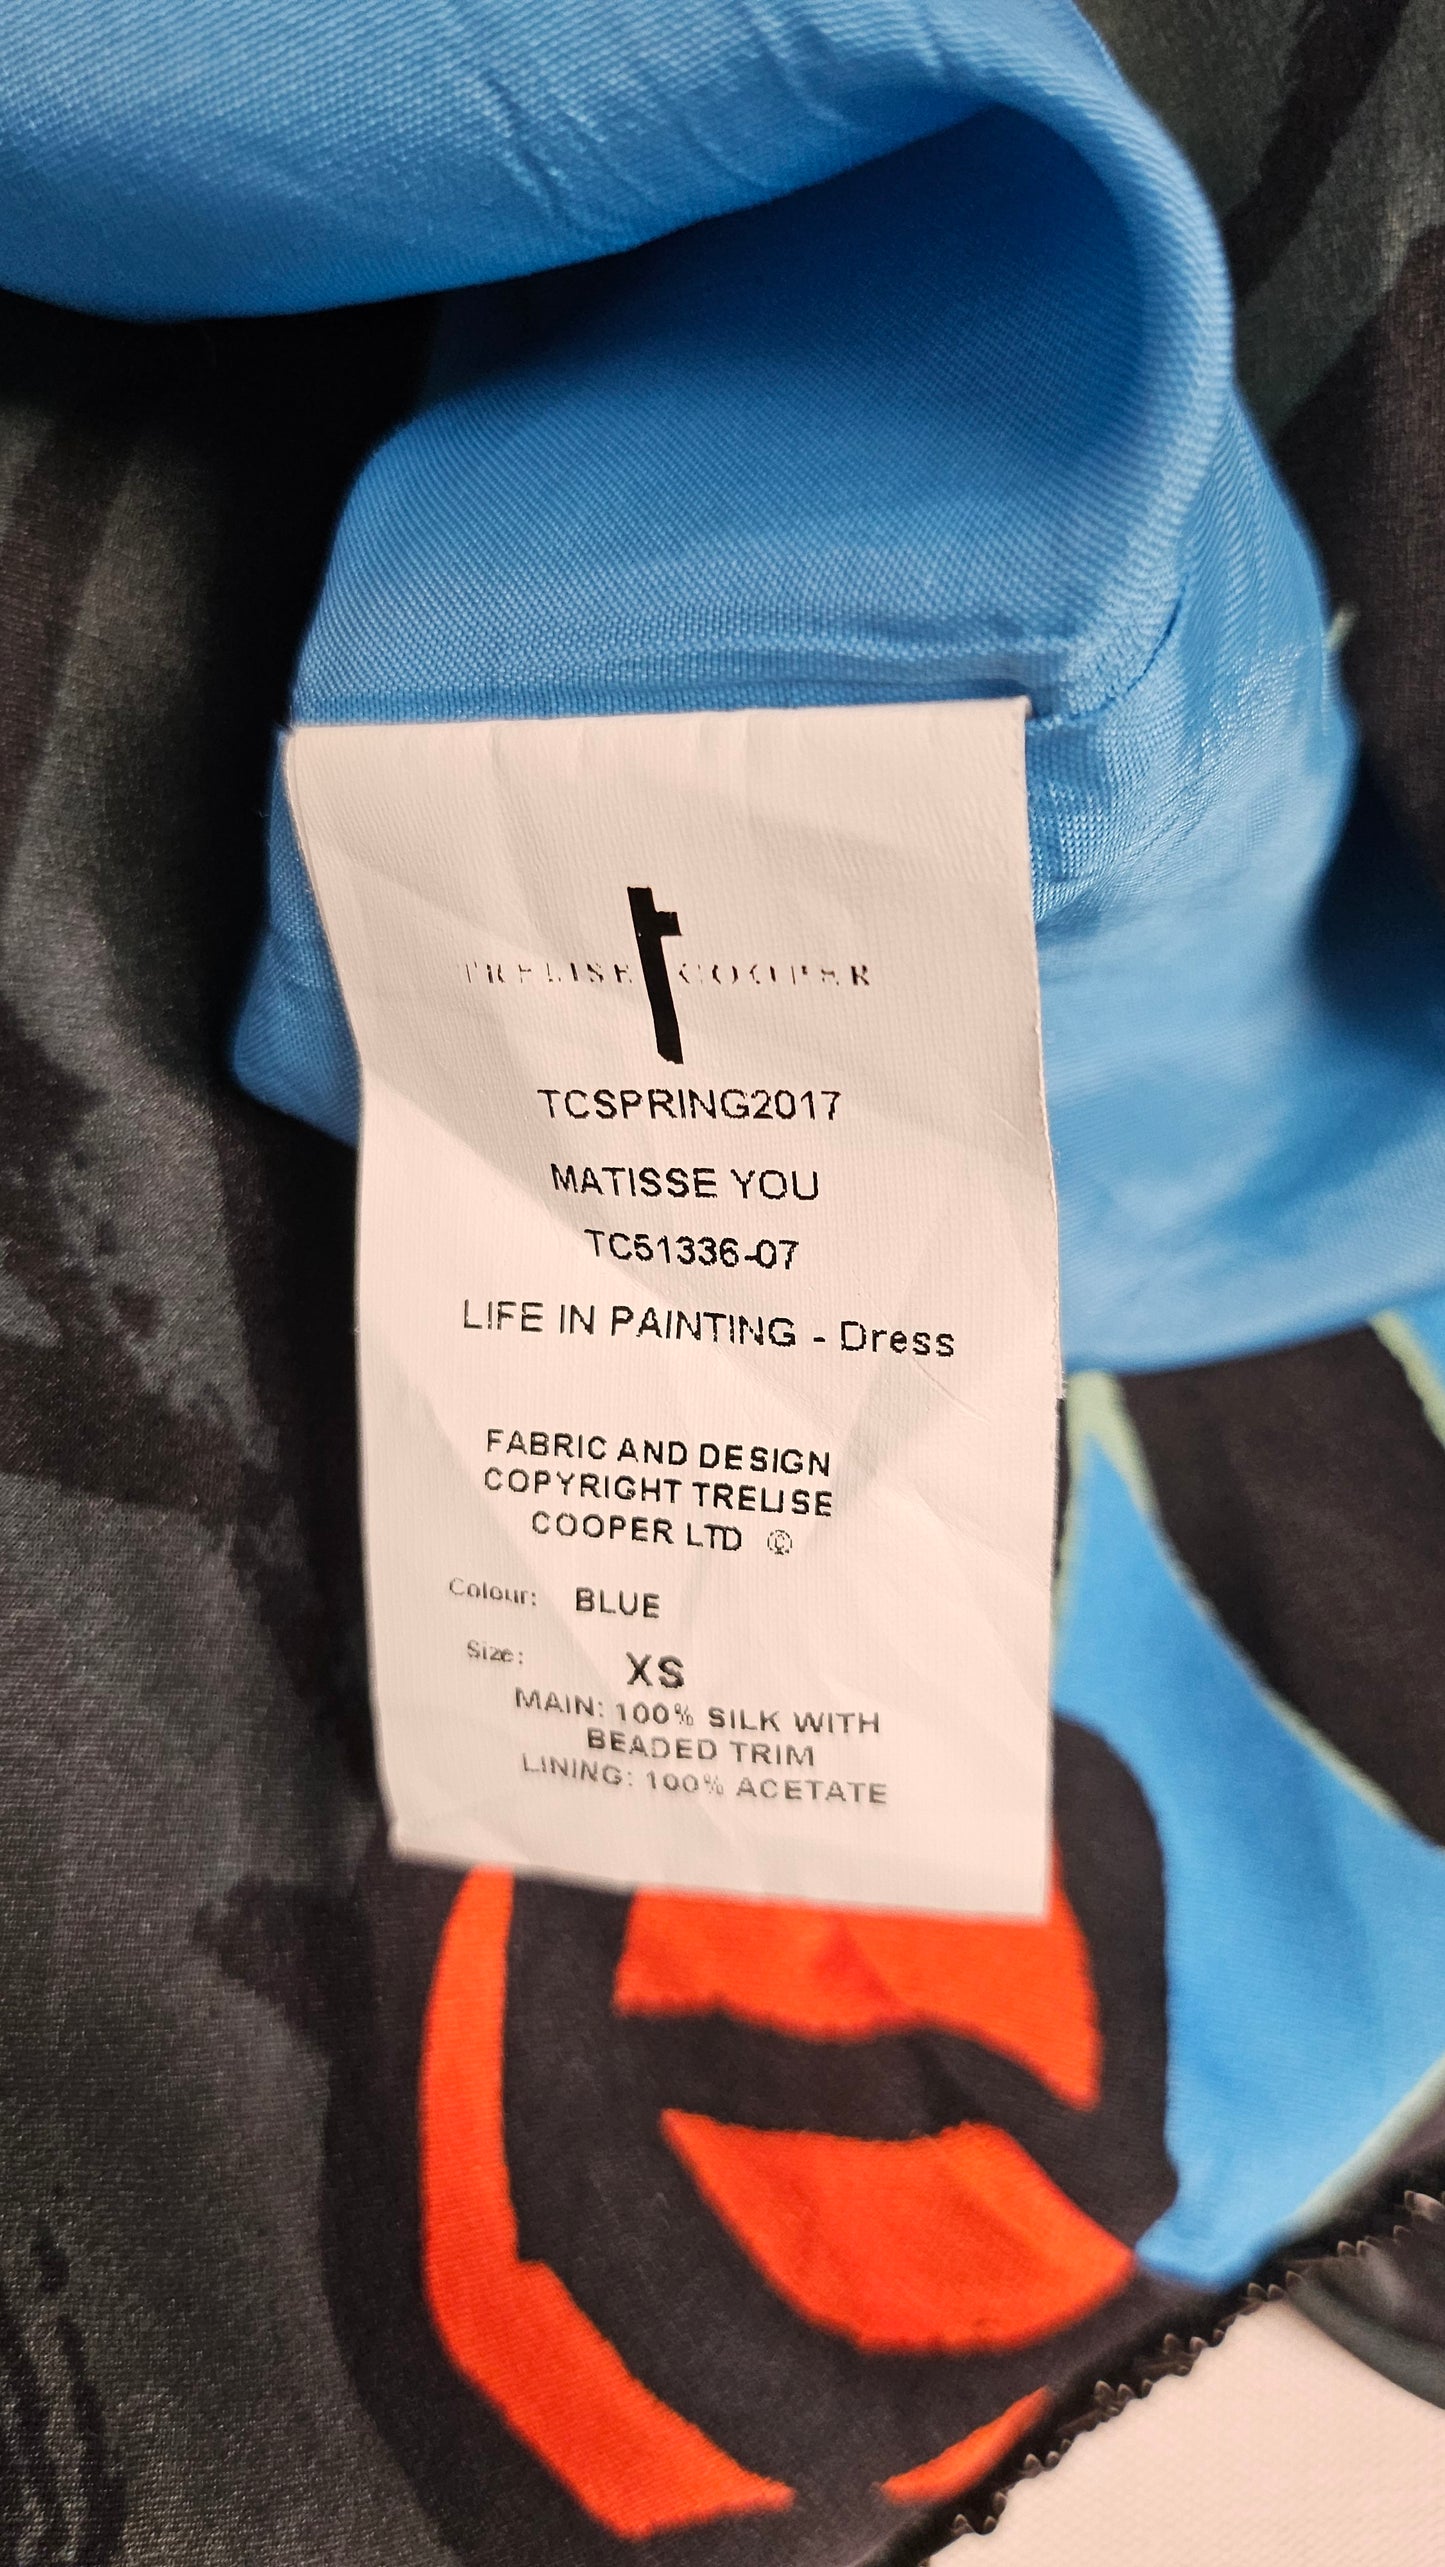 TRELISE COOPER
TCSPRING2017
MATISSE YOU
TC51336-07
LIFE IN PAINTING - Dress
FABRIC AND DESIGN
COPYRIGHT TRELISE
COOPER LTD ©
Colour: BLUE
Size: XS
MAIN: 100% SILK WITH
BEADED TRIM
LINING: 100% ACETATE